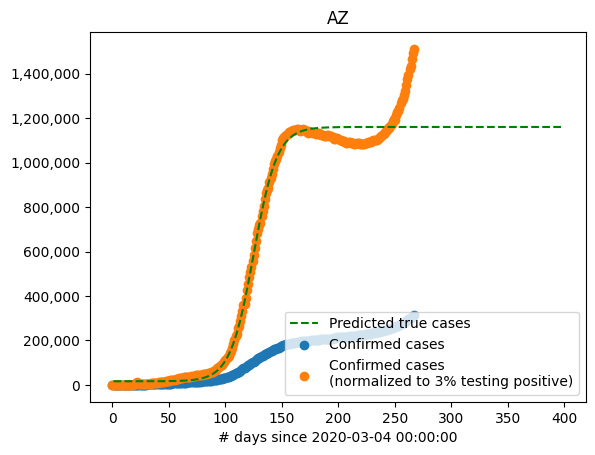 AZ
1,400,000
1,200,000
1,000,000
800,000
600,000
400,000
200,000
0
Predicted true cases
Confirmed cases
Confirmed cases
(normalized to 3% testing positive)
0 50 100 150 200 250 300 350 400
# days since 2020-03-04 00:00:00